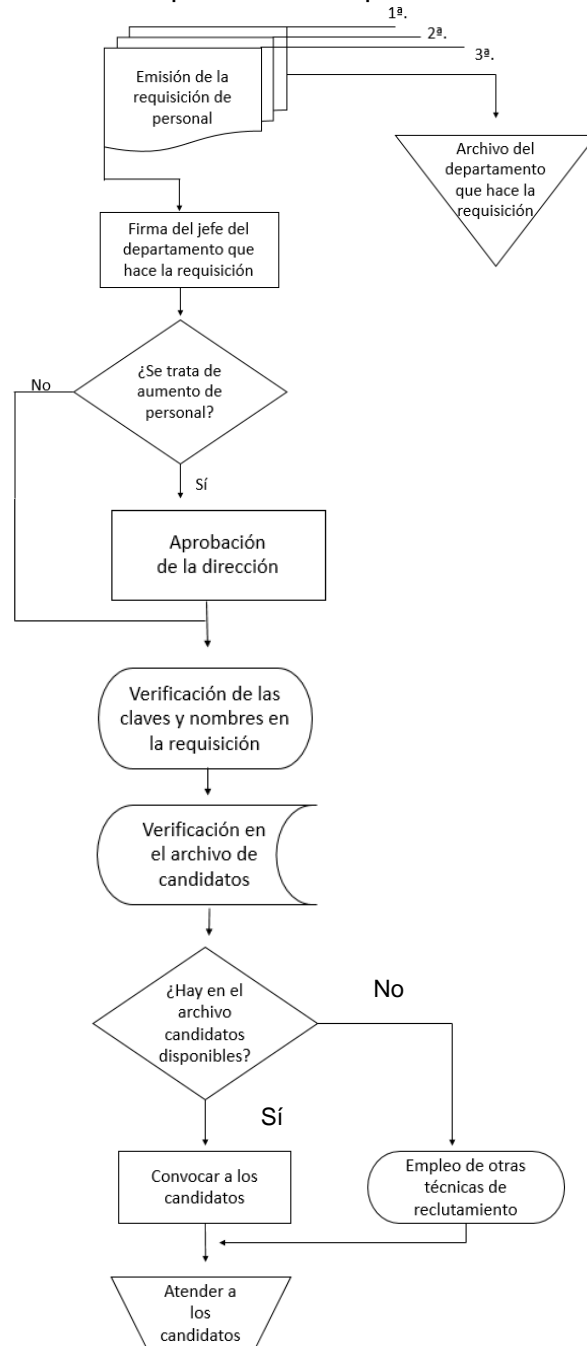 1ª.
2ª.
3ª.
Emisión de la
requisición de
personal
Archivo del
departamento
que hace la
requisición
Firma del jefe del
departamento que
hace la requisición
¿Se trata de
aumento de
personal?
No
Sí
Aprobación
de la dirección
Verificación de las
claves y nombres en
la requisición
Verificación en
el archivo de
candidatos
¿Hay en el
archivo
candidatos
disponibles?
No
Sí
Convocar a los
candidatos
Empleo de otras
técnicas de
reclutamiento
Atender a
los
candidatos